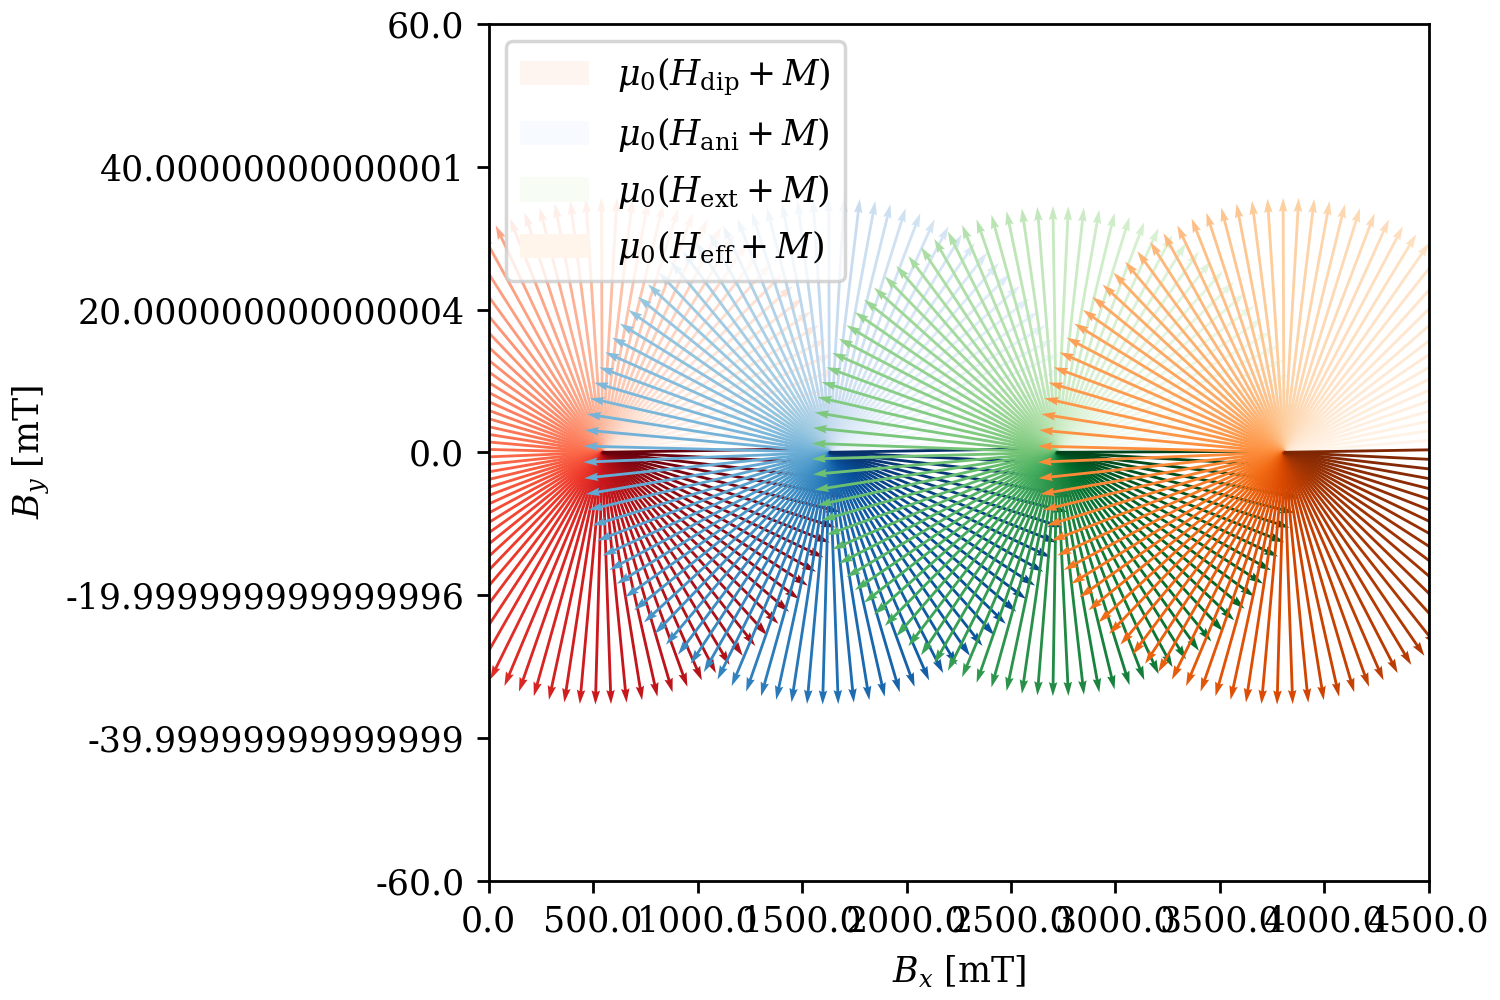 60.0
40.00000000000001
20.000000000000004
0.0
-19.999999999999996
-39.99999999999999
-60.0
B_y [mT]
μ₀(H_dip + M)
μ₀(H_ani + M)
μ₀(H_ext + M)
μ₀(H_eff + M)
0.0 500.0 1000.0 1500.0 2000.0 2500.0 3000.0 3500.0 4000.0 4500.0
B_x [mT]